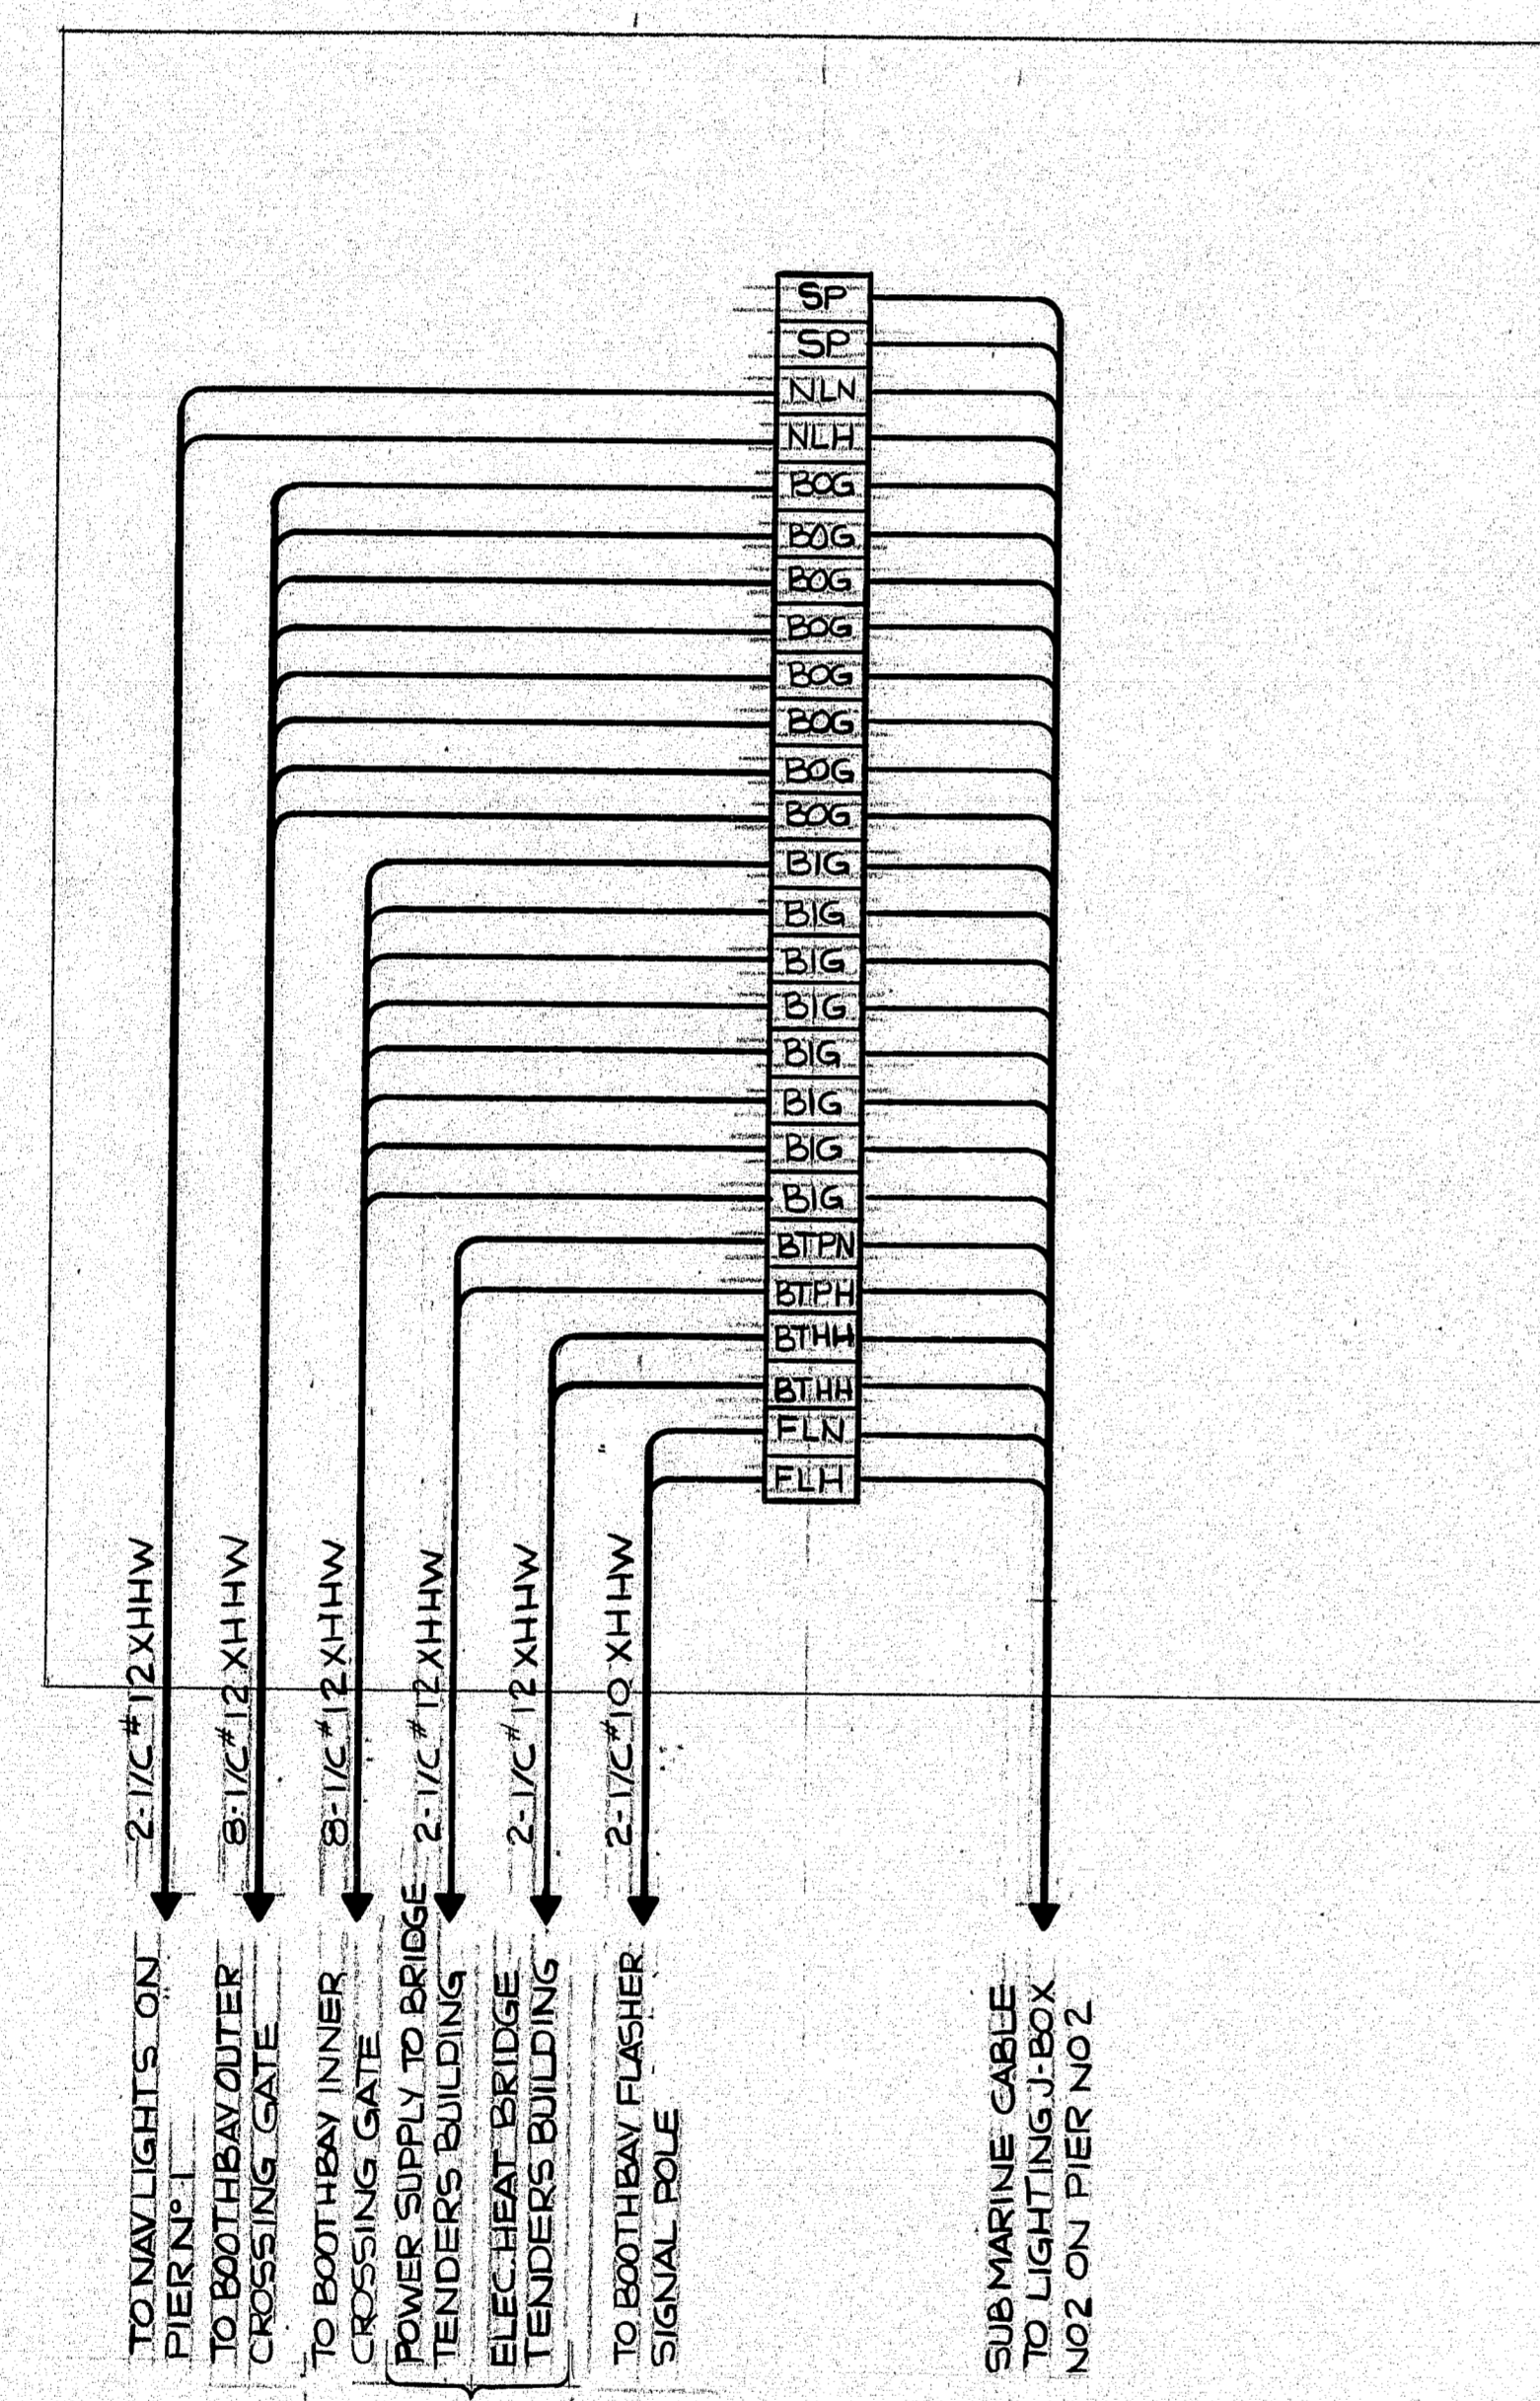 SP
SP
NLN
NLH
BOG
BOG
BOG
BOG
BOG
BOG
BOG
BOG
BIG
BIG
BIG
BIG
BIG
BIG
BIG
BIG
BTPN
BTPH
BTHH
BTHH
FLN
FLH
2-1/C #12 XHHW
8-1/C #12 XHHW
8-1/C #12 XHHW
2-1/C #12 XHHW
2-1/C #12 XHHW
2-1/C #10 XHHW
TO NAV LIGHTS ON
PIER Nº 1
TO BOOTHBAY OUTER
CROSSING GATE
TO BOOTHBAY INNER
CROSSING GATE
POWER SUPPLY TO BRIDGE
TENDERS BUILDING
ELEC. HEAT BRIDGE
TENDERS BUILDING
TO BOOTHBAY FLASHER
SIGNAL POLE
SUBMARINE CABLE
TO LIGHTING J-BOX
NO2 ON PIER NO 2